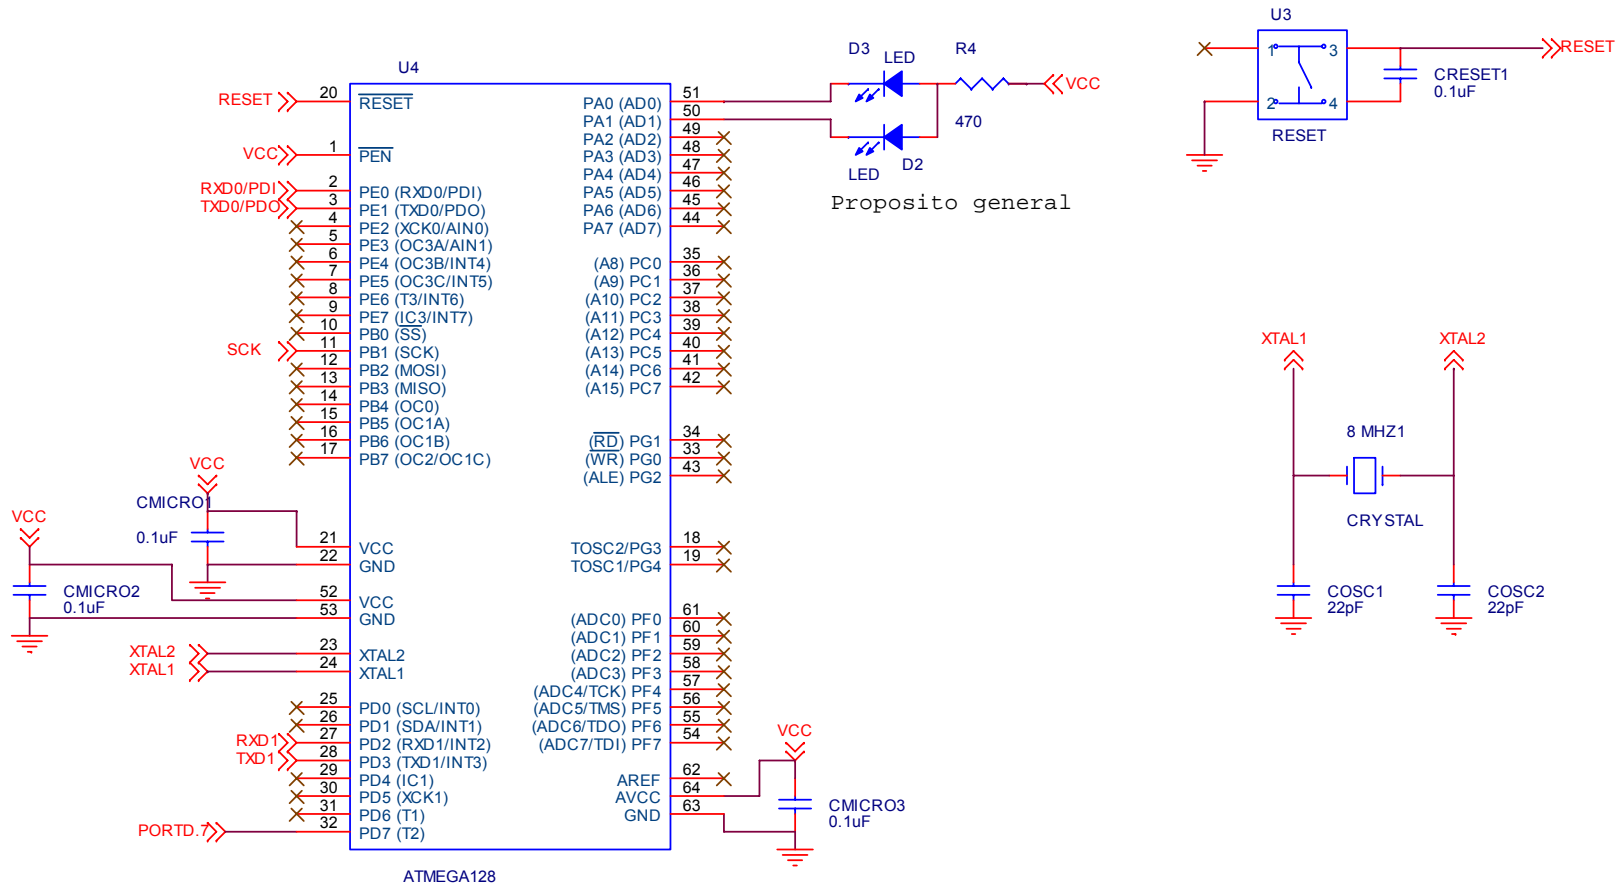 U4
RESET
20
RESET
VCC
1
PEN
RXD0/PDI
2
PE0 (RXD0/PDI)
TXD0/PDO
3
PE1 (TXD0/PDO)
4
PE2 (XCK0/AIN0)
5
PE3 (OC3A/AIN1)
6
PE4 (OC3B/INT4)
7
PE5 (OC3C/INT5)
8
PE6 (T3/INT6)
9
PE7 (IC3/INT7)
10
PB0 (SS)
SCK
11
PB1 (SCK)
12
PB2 (MOSI)
13
PB3 (MISO)
14
PB4 (OC0)
15
PB5 (OC1A)
16
PB6 (OC1B)
17
PB7 (OC2/OC1C)
VCC
CMICRO1
0.1uF
21
VCC
22
GND
VCC
CMICRO2
0.1uF
52
VCC
53
GND
XTAL2
23
XTAL2
XTAL1
24
XTAL1
25
PD0 (SCL/INT0)
26
PD1 (SDA/INT1)
RXD1
27
PD2 (RXD1/INT2)
TXD1
28
PD3 (TXD1/INT3)
29
PD4 (IC1)
30
PD5 (XCK1)
31
PD6 (T1)
PORTD.7
32
PD7 (T2)
ATMEGA128
PA0 (AD0)
51
PA1 (AD1)
50
PA2 (AD2)
49
PA3 (AD3)
48
PA4 (AD4)
47
PA5 (AD5)
46
PA6 (AD6)
45
PA7 (AD7)
44
(A8) PC0
35
(A9) PC1
36
(A10) PC2
37
(A11) PC3
38
(A12) PC4
39
(A13) PC5
40
(A14) PC6
41
(A15) PC7
42
(RD) PG1
34
(WR) PG0
33
(ALE) PG2
43
TOSC2/PG3
18
TOSC1/PG4
19
(ADC0) PF0
61
(ADC1) PF1
60
(ADC2) PF2
59
(ADC3) PF3
58
(ADC4/TCK) PF4
57
(ADC5/TMS) PF5
56
(ADC6/TDO) PF6
55
(ADC7/TDI) PF7
54
AREF
62
AVCC
64
GND
63
VCC
CMICRO3
0.1uF
D3
LED
R4
VCC
470
D2
LED
Proposito general
U3
1
3
2
4
RESET
RESET
CRESET1
0.1uF
XTAL1
XTAL2
8 MHZ1
CRYSTAL
COSC1
22pF
COSC2
22pF